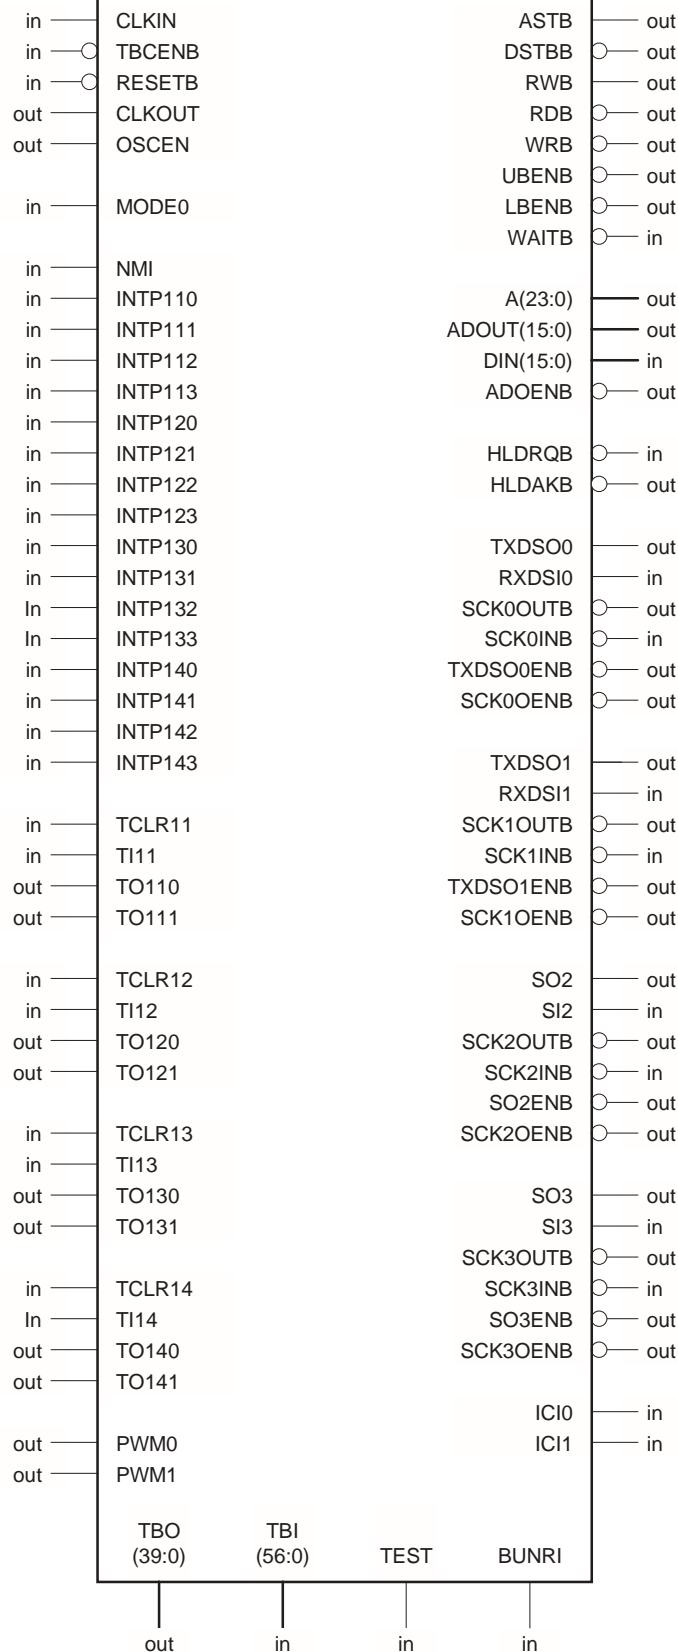 in CLKIN ASTB out
in TBCENB DSTBB out
in RESETB RWB out
out CLKOUT RDB out
out OSCEN WRB out
UBENB out
in MODE0 LBENB out
WAITB in
in NMI
in INTP110 A(23:0) out
in INTP111 ADOUT(15:0) out
in INTP112 DIN(15:0) in
in INTP113 ADOENB out
in INTP120
in INTP121 HLDRQB in
in INTP122 HLDAKB out
in INTP123
in INTP130 TXDSO0 out
in INTP131 RXDSI0 in
In INTP132 SCK0OUTB out
In INTP133 SCK0INB in
in INTP140 TXDSO0ENB out
in INTP141 SCK0OENB out
in INTP142
in INTP143 TXDSO1 out
RXDSI1 in
in TCLR11 SCK1OUTB out
in TI11 SCK1INB in
out TO110 TXDSO1ENB out
out TO111 SCK1OENB out
in TCLR12 SO2 out
in TI12 SI2 in
out TO120 SCK2OUTB out
out TO121 SCK2INB in
SO2ENB out
in TCLR13 SCK2OENB out
in TI13
out TO130 SO3 out
out TO131 SI3 in
SCK3OUTB out
in TCLR14 SCK3INB in
In TI14 SO3ENB out
out TO140 SCK3OENB out
out TO141
ICI0 in
out PWM0 ICI1 in
out PWM1
TBO TBI
(39:0) (56:0) TEST BUNRI
out in in in